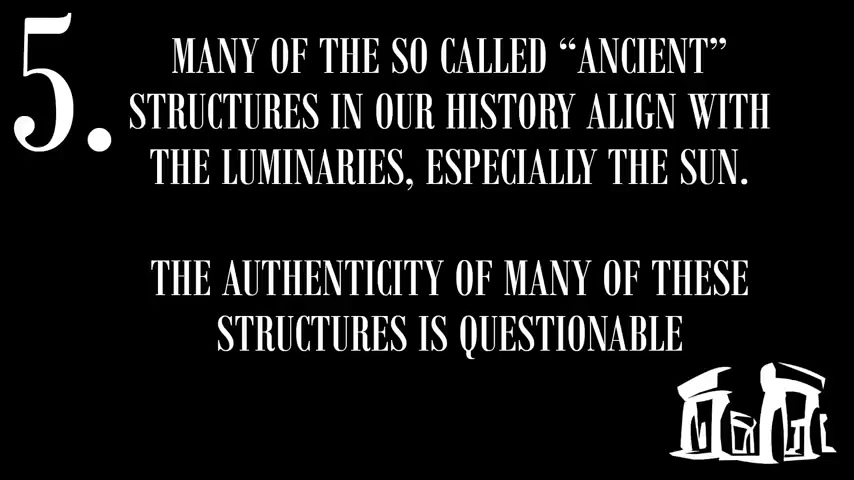 5.
MANY OF THE SO CALLED “ANCIENT”
STRUCTURES IN OUR HISTORY ALIGN WITH
THE LUMINARIES, ESPECIALLY THE SUN.
THE AUTHENTICITY OF MANY OF THESE
STRUCTURES IS QUESTIONABLE